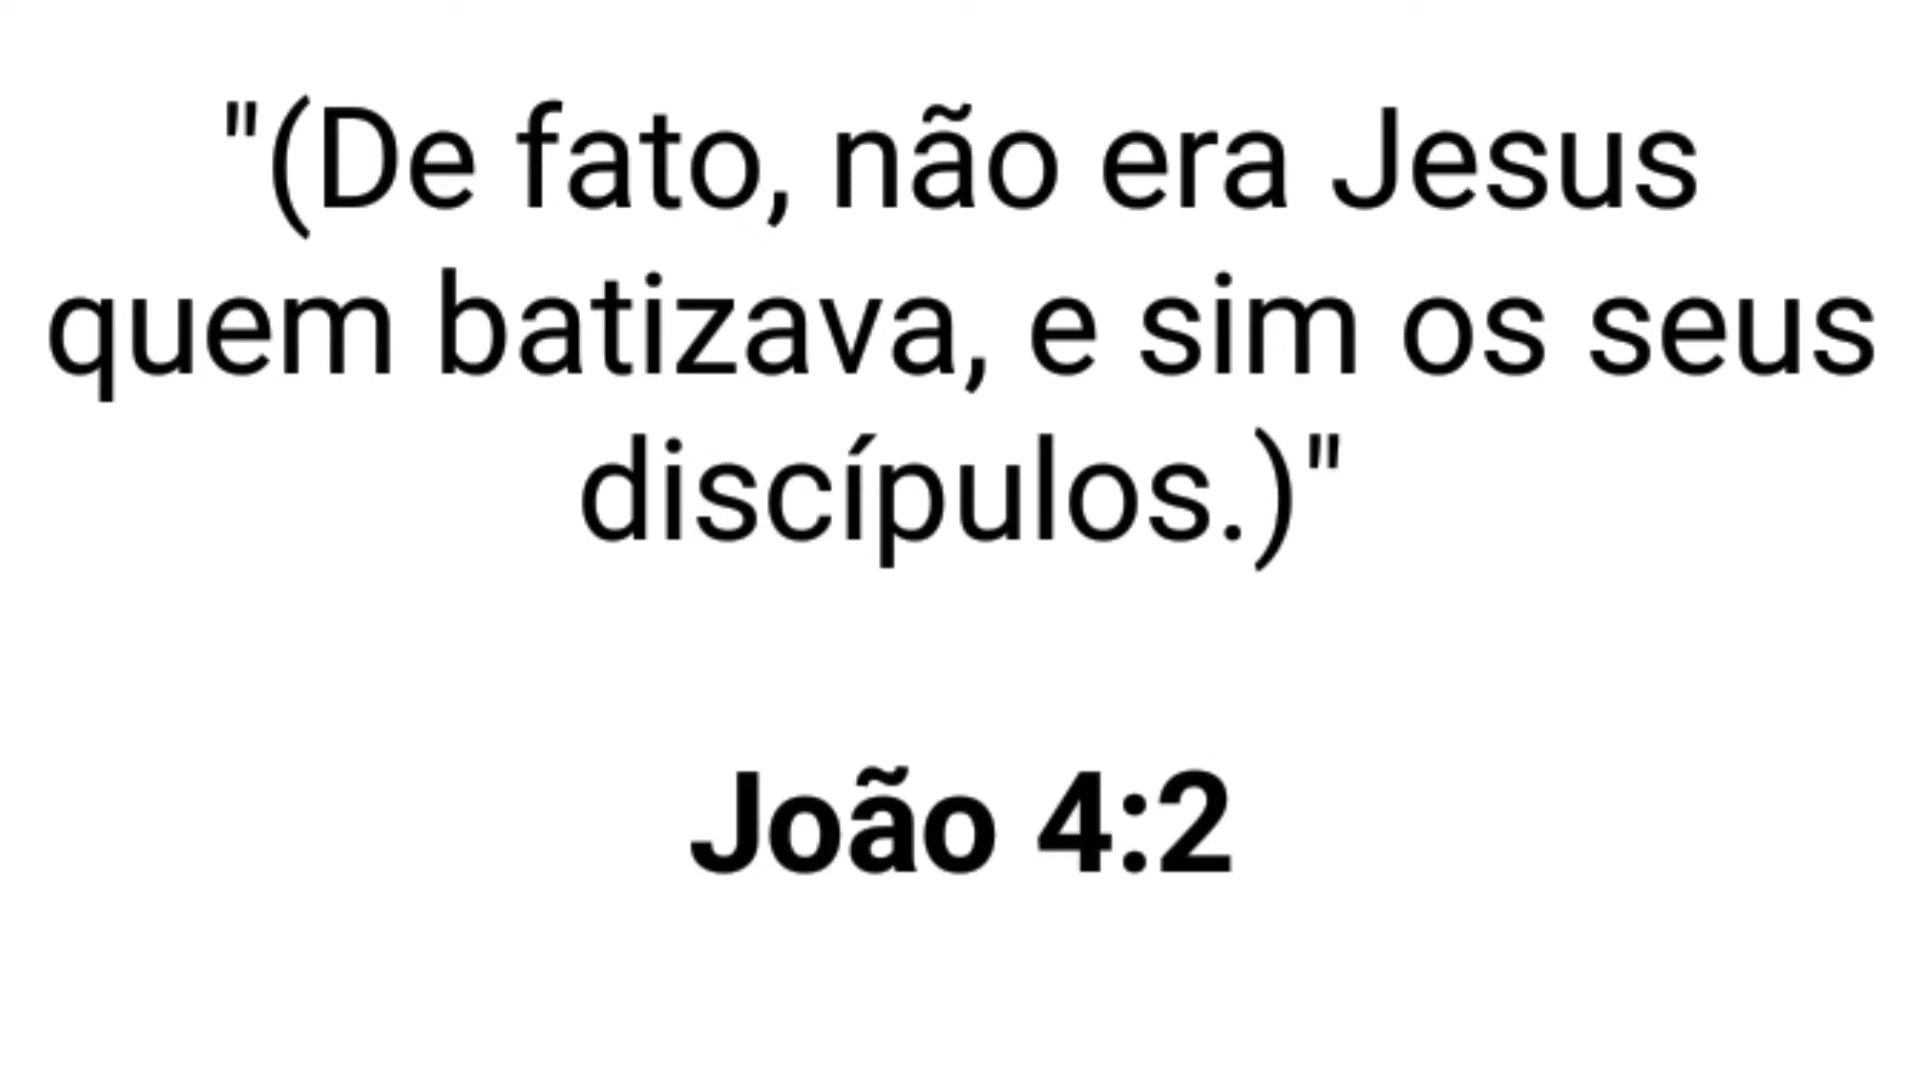 "(De fato, não era Jesus
quem batizava, e sim os seus
discípulos.)"
João 4:2